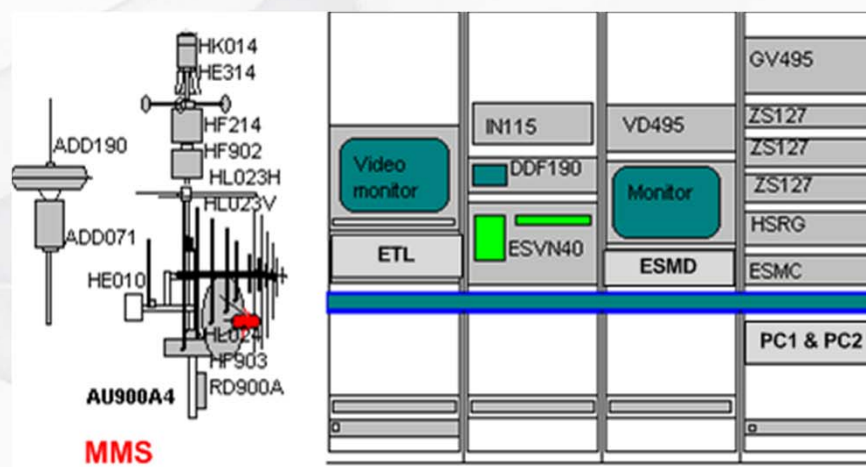 HK014
HE314
HF214
HF902
HL023H
HL023V
ADD190
ADD071
HE010
HL024
HF903
RD900A
AU900A4
MMS
Video
monitor
ETL
IN115
DDF190
ESVN40
VD495
Monitor
ESMD
GV495
ZS127
ZS127
ZS127
HSRG
ESMC
PC1 & PC2